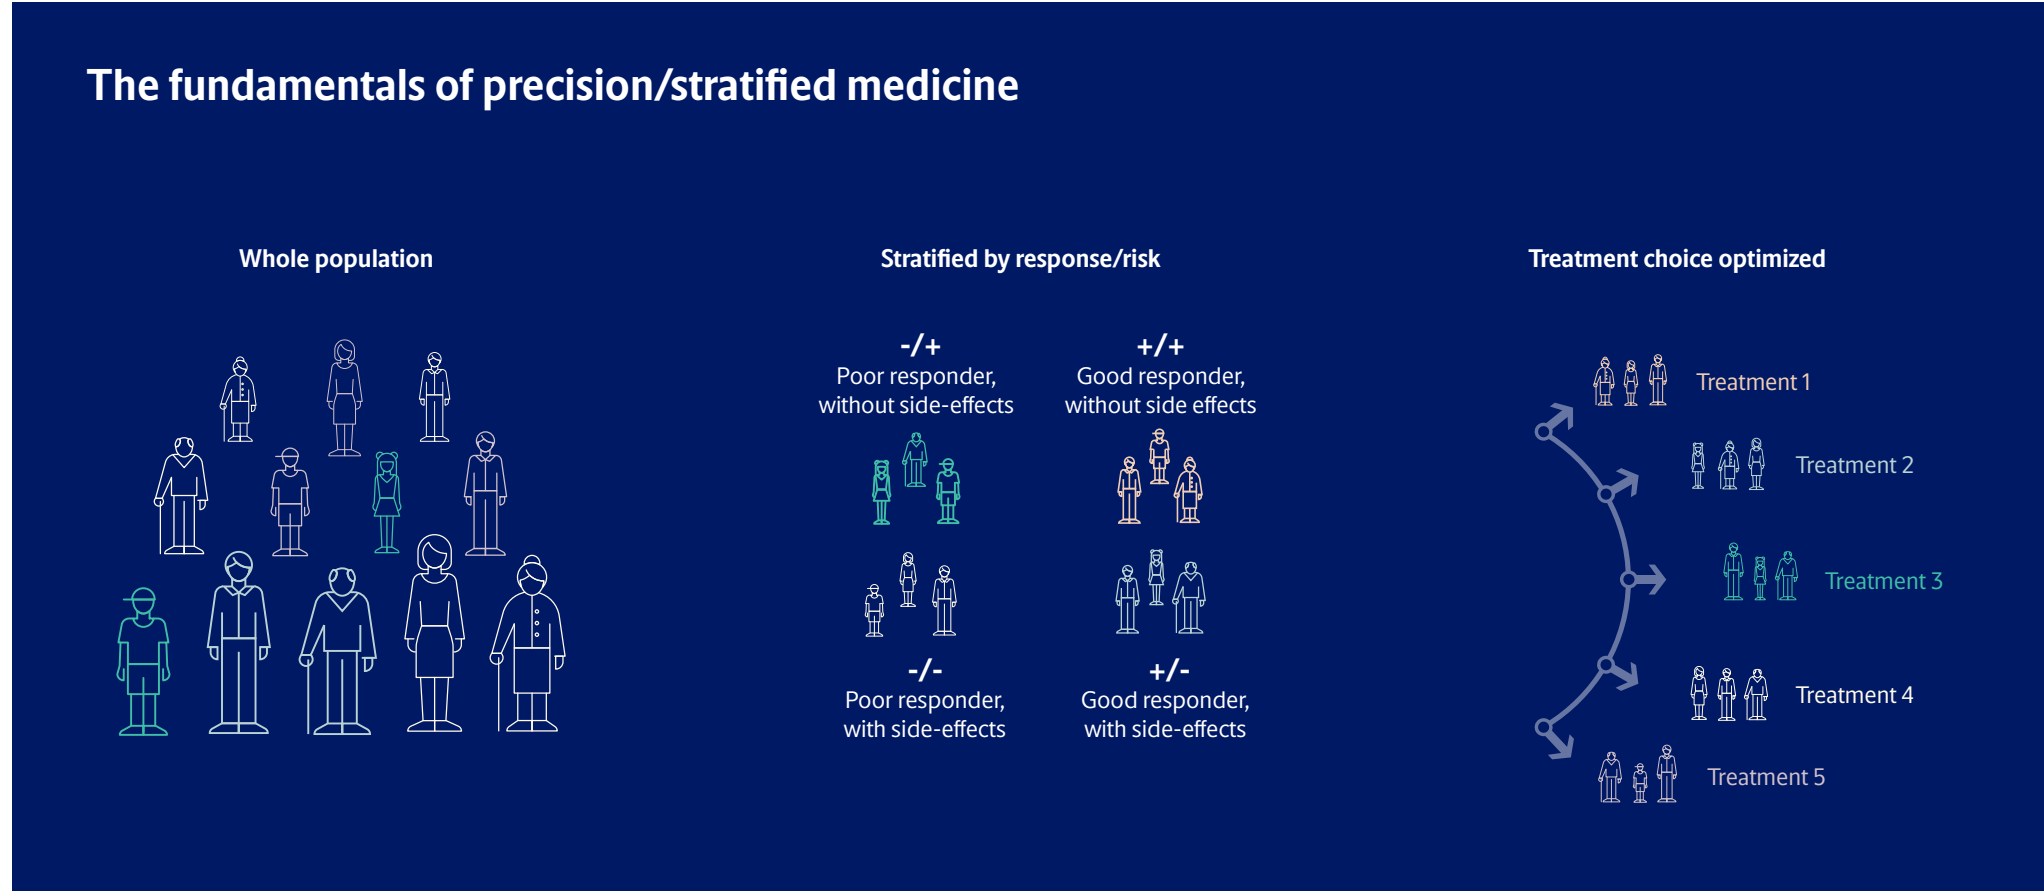 The fundamentals of precision/stratified medicine
Whole population
Stratified by response/risk
-/+
Poor responder,
without side-effects
+/+
Good responder,
without side effects
-/-
Poor responder,
with side-effects
+/-
Good responder,
with side-effects
Treatment choice optimized
Treatment 1
Treatment 2
Treatment 3
Treatment 4
Treatment 5